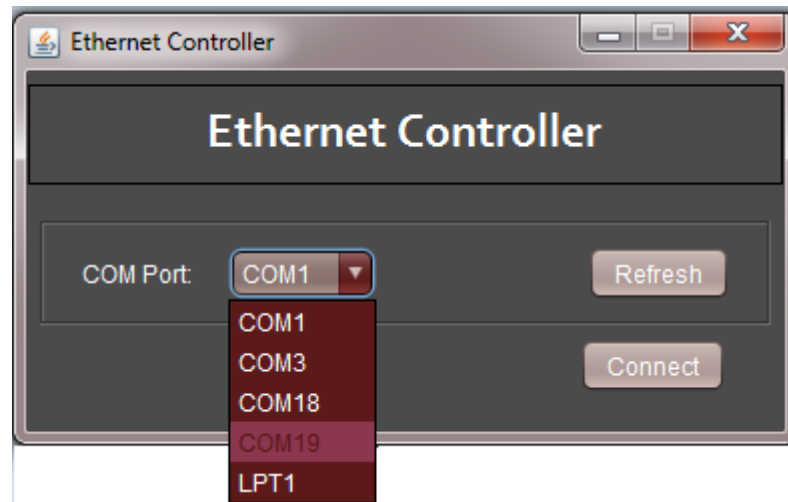 Ethernet Controller
Ethernet Controller
COM Port: COM1 Refresh
COM1
COM3
Connect
COM18
COM19
LPT1